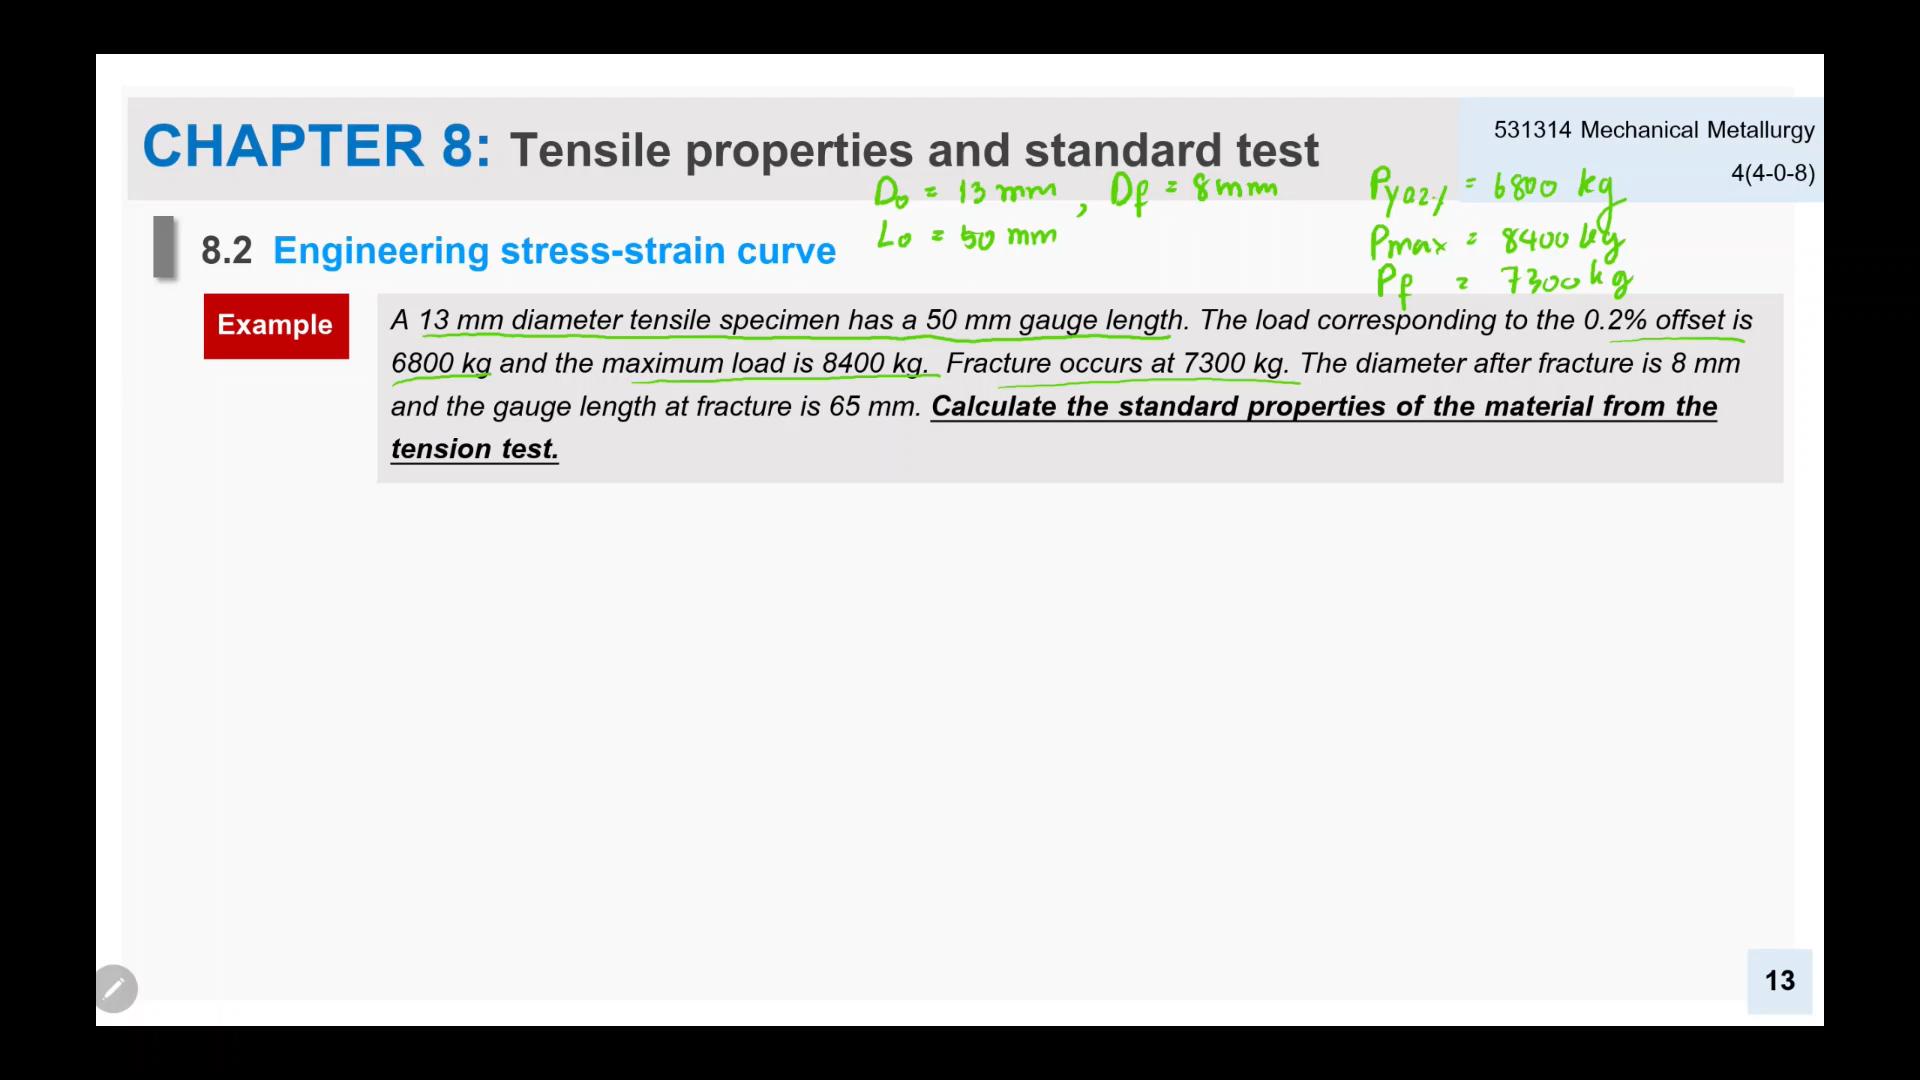 CHAPTER 8: Tensile properties and standard test
531314 Mechanical Metallurgy
4(4-0-8)
D₀ = 13 mm , Df = 8 mm
L₀ = 50 mm
Py 0.2% = 6800 kg
Pmax = 8400 kg
Pf = 7300 kg
8.2 Engineering stress-strain curve
Example
A 13 mm diameter tensile specimen has a 50 mm gauge length. The load corresponding to the 0.2% offset is
6800 kg and the maximum load is 8400 kg. Fracture occurs at 7300 kg. The diameter after fracture is 8 mm
and the gauge length at fracture is 65 mm. Calculate the standard properties of the material from the
tension test.
13